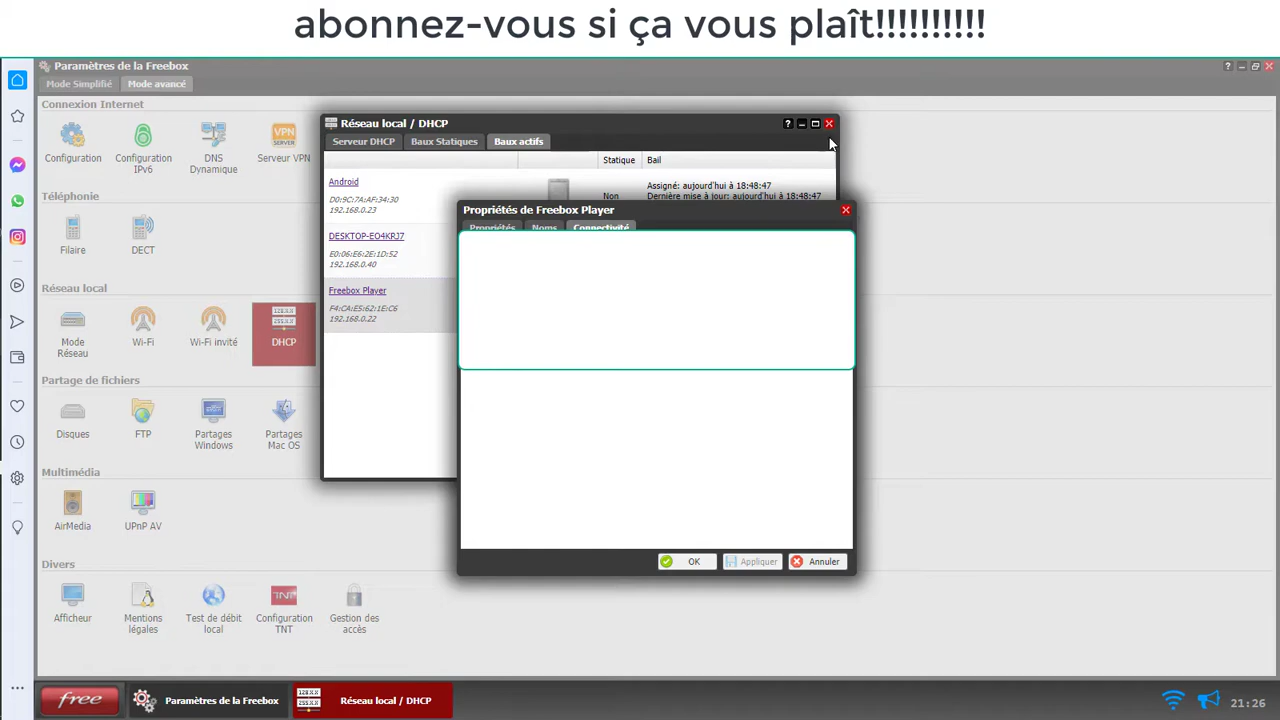 abonnez-vous si ça vous plaît!!!!!!!!!!
Paramètres de la Freebox
Mode Simplifié
Mode avancé
Connexion Internet
Configuration
Configuration IPv6
DNS Dynamique
Serveur VPN
Téléphonie
Filaire
DECT
Réseau local
Mode Réseau
Wi-Fi
Wi-Fi invité
DHCP
Partage de fichiers
Disques
FTP
Partages Windows
Partages Mac OS
Multimédia
AirMedia
UPnP AV
Divers
Afficheur
Mentions légales
Test de débit local
Configuration TNT
Gestion des accès
Réseau local / DHCP
Serveur DHCP
Baux Statiques
Baux actifs
Statique
Bail
Android
D0:9C:7A:AF:34:30
192.168.0.23
Non
Assigné: aujourd'hui à 18:48:47
Dernière mise à jour: aujourd'hui à 18:48:47
DESKTOP-EO4KRJ7
E0:06:E6:2E:1D:52
192.168.0.40
Freebox Player
F4:CA:E5:62:1E:C6
192.168.0.22
Propriétés de Freebox Player
Propriétés
Noms
Connectivité
OK
Appliquer
Annuler
free
Paramètres de la Freebox
Réseau local / DHCP
21:26